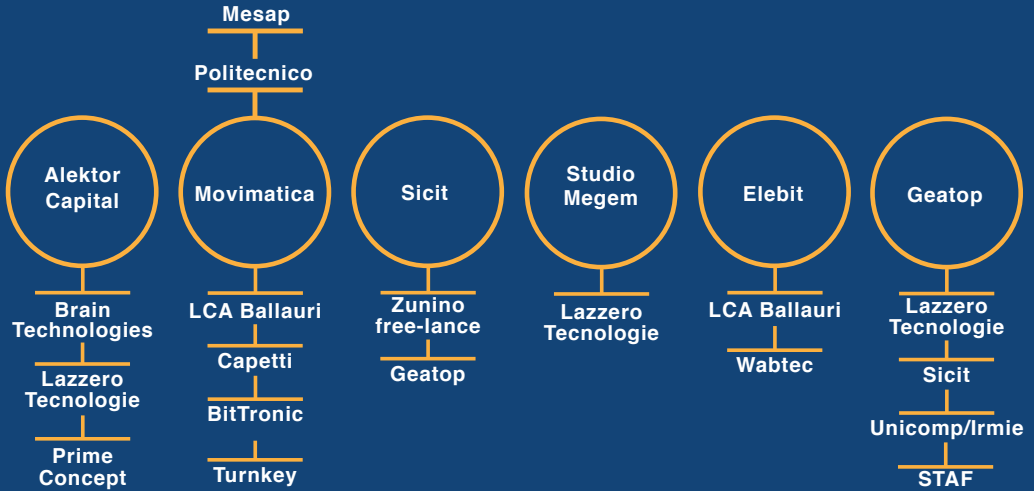 Mesap
Politecnico
Alektor
Capital
Movimatica
Sicit
Studio
Megem
Elebit
Geatop
Brain
Technologies
Lazzero
Tecnologie
Prime
Concept
LCA Ballauri
Capetti
BitTronic
Turnkey
Zunino
free-lance
Geatop
Lazzero
Tecnologie
LCA Ballauri
Wabtec
Lazzero
Tecnologie
Sicit
Unicomp/Irmie
STAF